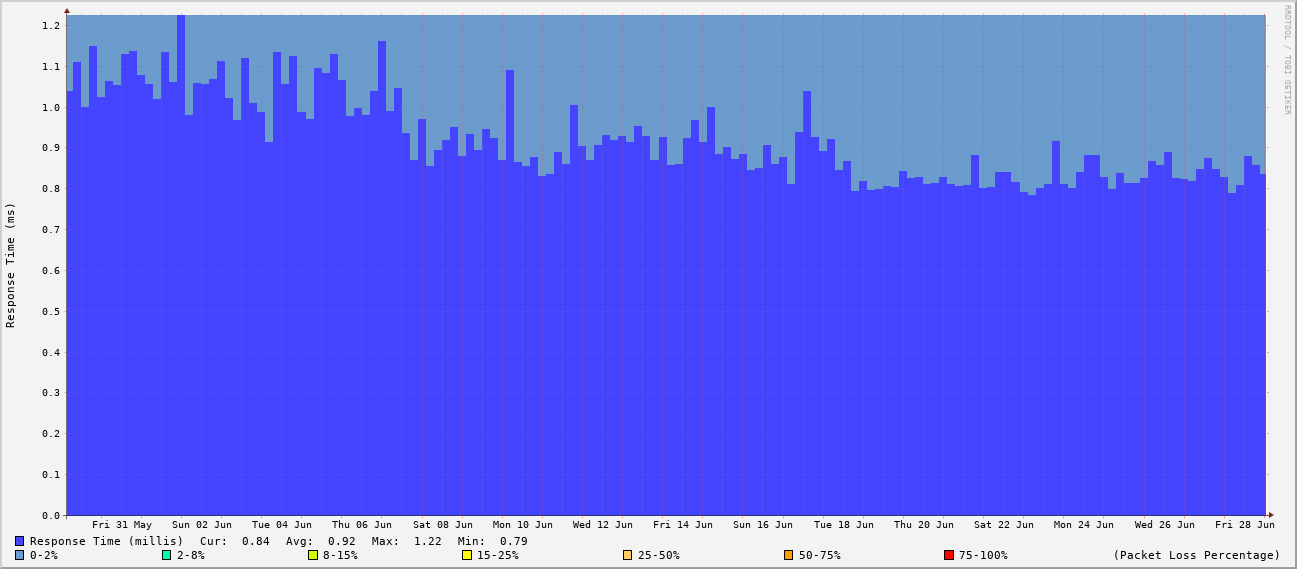 RRDTOOL / TOBI OETIKER
Response Time (ms)
1.2
1.1
1.0
0.9
0.8
0.7
0.6
0.5
0.4
0.3
0.2
0.1
0.0
Fri 31 May Sun 02 Jun Tue 04 Jun Thu 06 Jun Sat 08 Jun Mon 10 Jun Wed 12 Jun Fri 14 Jun Sun 16 Jun Tue 18 Jun Thu 20 Jun Sat 22 Jun Mon 24 Jun Wed 26 Jun Fri 28 Jun
Response Time (millis) Cur: 0.84 Avg: 0.92 Max: 1.22 Min: 0.79
0-2% 2-8% 8-15% 15-25% 25-50% 50-75% 75-100% (Packet Loss Percentage)